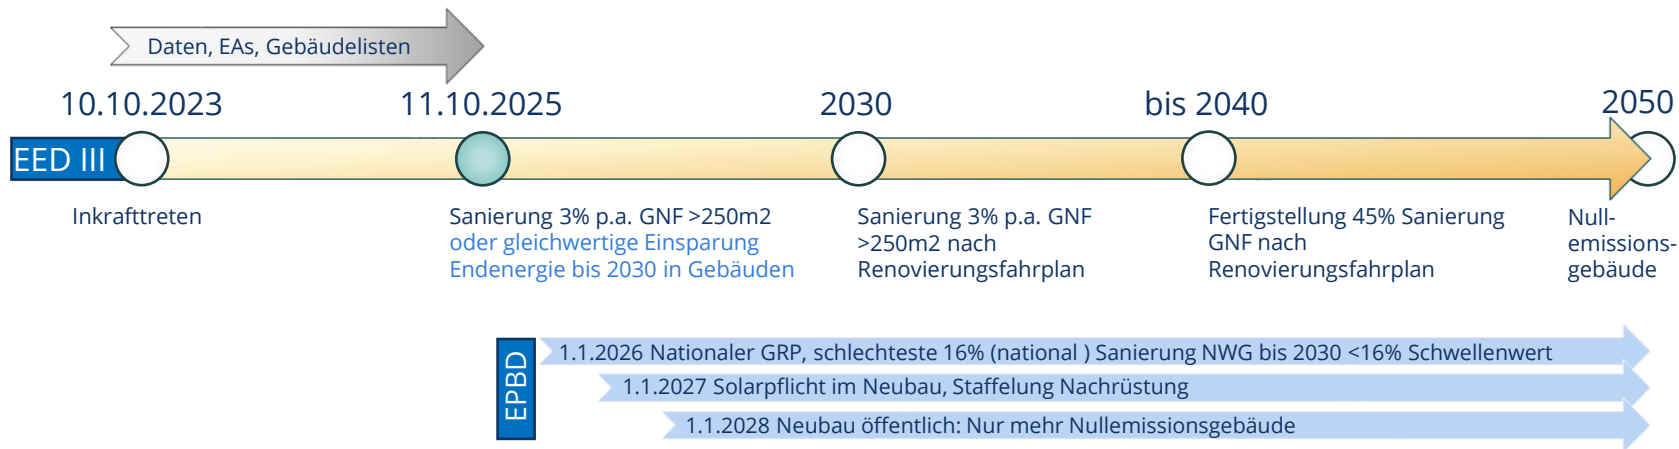 Daten, EAs, Gebäudelisten
10.10.2023
11.10.2025
2030
bis 2040
2050
EED III
Inkrafttreten
Sanierung 3% p.a. GNF >250m2
oder gleichwertige Einsparung
Endenergie bis 2030 in Gebäuden
Sanierung 3% p.a. GNF
>250m2 nach
Renovierungsfahrplan
Fertigstellung 45% Sanierung
GNF nach
Renovierungsfahrplan
Null-
emissions-
gebäude
EPBD
1.1.2026 Nationaler GRP, schlechteste 16% (national ) Sanierung NWG bis 2030 <16% Schwellenwert
1.1.2027 Solarpflicht im Neubau, Staffelung Nachrüstung
1.1.2028 Neubau öffentlich: Nur mehr Nullemissionsgebäude